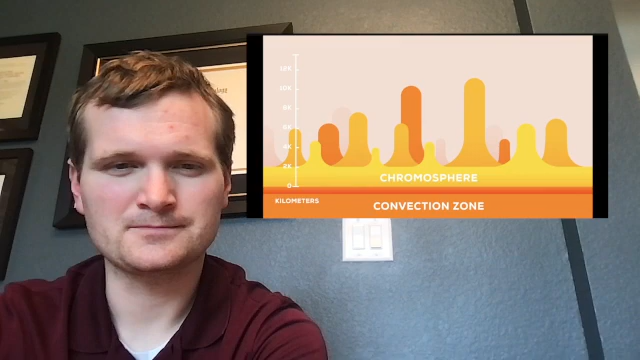 12K
10K
8K
6K
4K
2K
0
KILOMETERS
CHROMOSPHERE
CONVECTION ZONE